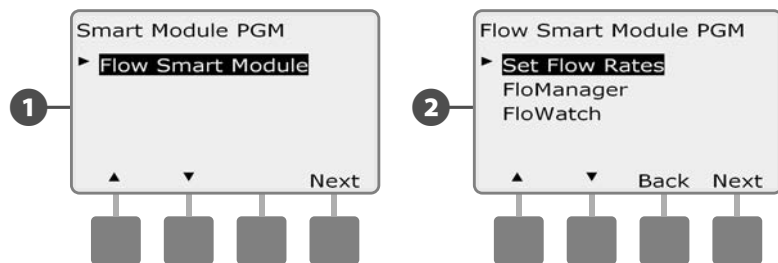 1
Smart Module PGM
► Flow Smart Module
▲ ▼ Next
2
Flow Smart Module PGM
► Set Flow Rates
FloManager
FloWatch
▲ ▼ Back Next